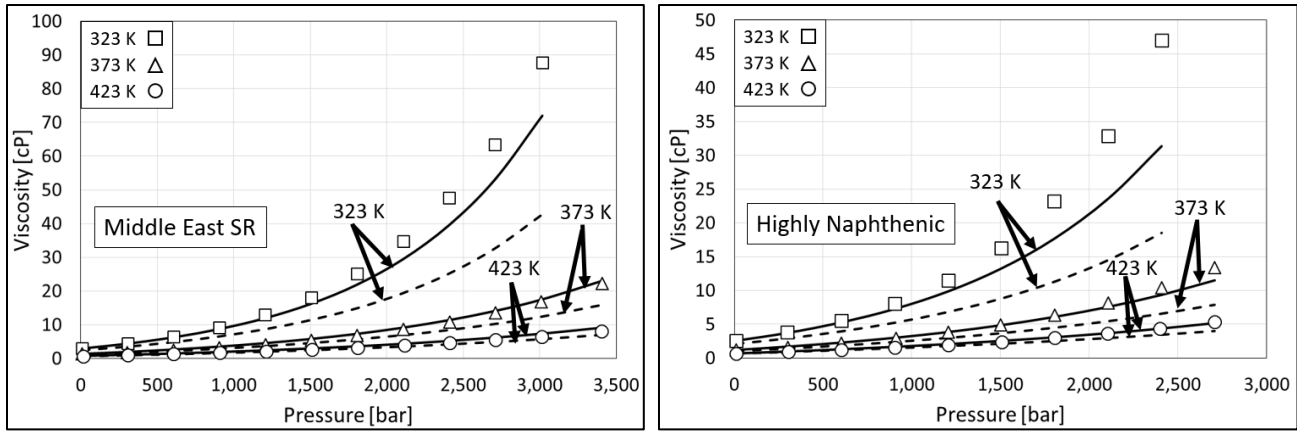 100
90
80
70
60
50
40
30
20
10
0
Viscosity [cP]
323 K
373 K
423 K
Middle East SR
323 K
373 K
423 K
0
500
1,000
1,500
2,000
2,500
3,000
3,500
Pressure [bar]
50
45
40
35
30
25
20
15
10
5
0
Viscosity [cP]
323 K
373 K
423 K
323 K
Highly Naphthenic
373 K
423 K
0
500
1,000
1,500
2,000
2,500
3,000
Pressure [bar]